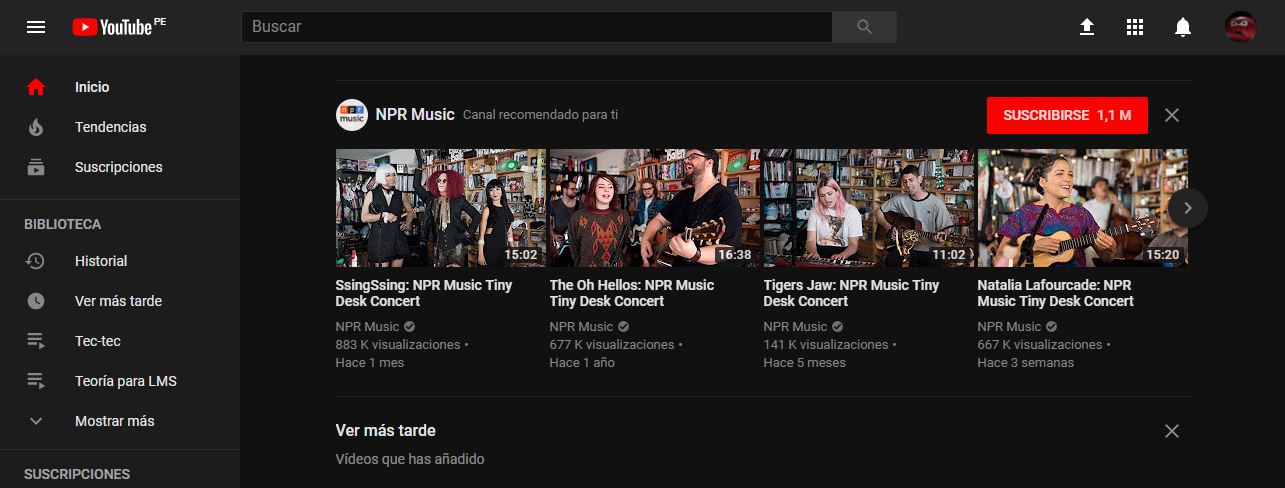 YouTube PE
Buscar
Inicio
Tendencias
Suscripciones
BIBLIOTECA
Historial
Ver más tarde
Tec-tec
Teoría para LMS
Mostrar más
SUSCRIPCIONES
npr music
NPR Music Canal recomendado para ti
SUSCRIBIRSE 1,1 M
15:02
SsingSsing: NPR Music Tiny
Desk Concert
NPR Music
883 K visualizaciones •
Hace 1 mes
16:38
The Oh Hellos: NPR Music
Tiny Desk Concert
NPR Music
677 K visualizaciones •
Hace 1 año
11:02
Tigers Jaw: NPR Music Tiny
Desk Concert
NPR Music
141 K visualizaciones •
Hace 5 meses
15:20
Natalia Lafourcade: NPR
Music Tiny Desk Concert
NPR Music
667 K visualizaciones •
Hace 3 semanas
Ver más tarde
Vídeos que has añadido